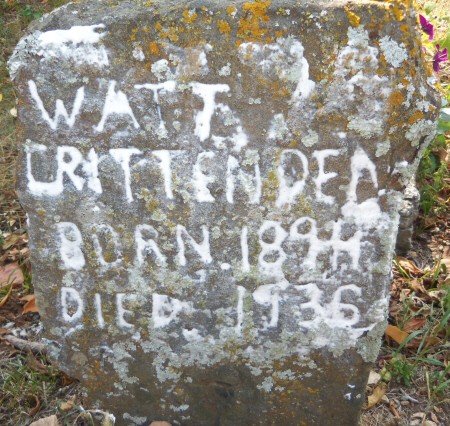 WATT
CRITTENDEN
BORN. 1894
DIED 1936